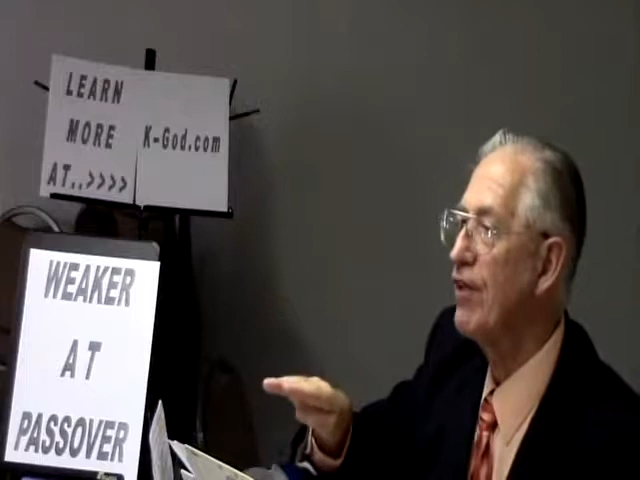 LEARN
MORE
AT..>>>>
K-God.com
WEAKER
AT
PASSOVER